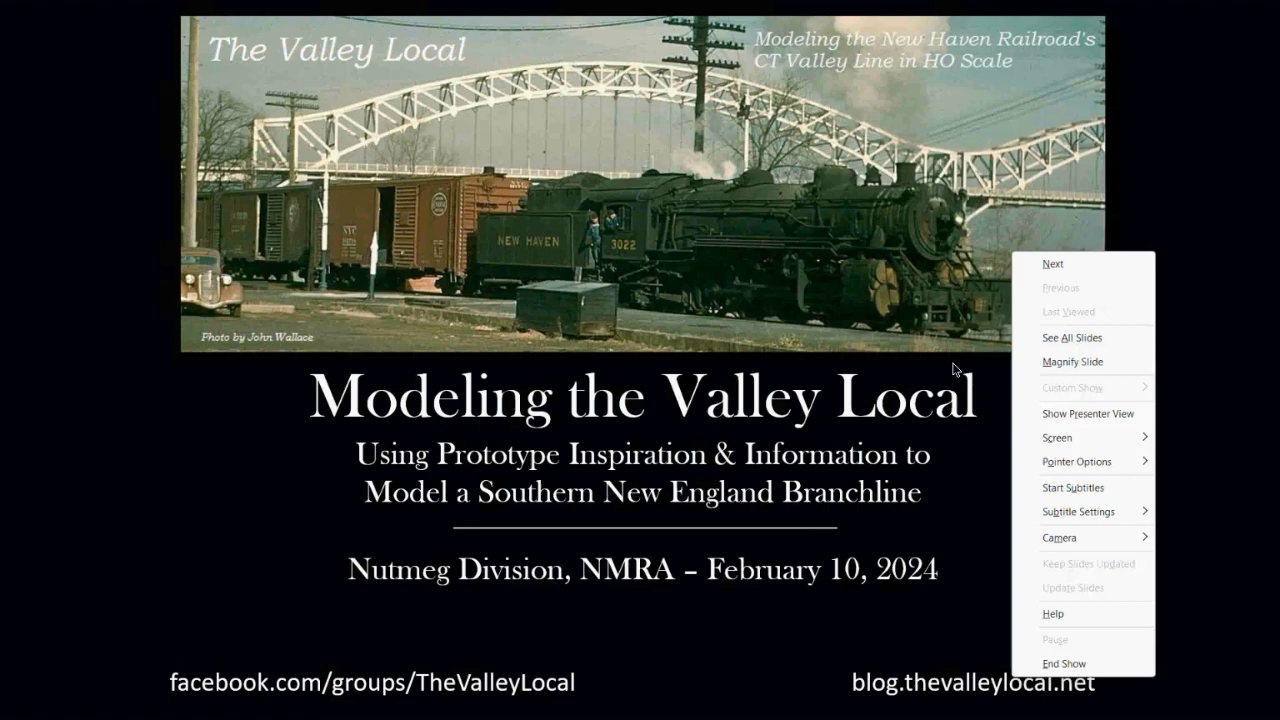 The Valley Local
Modeling the New Haven Railroad's
CT Valley Line in HO Scale
NYC
NEW HAVEN
3022
Photo by John Wallace
Modeling the Valley Local
Using Prototype Inspiration & Information to
Model a Southern New England Branchline
Nutmeg Division, NMRA – February 10, 2024
facebook.com/groups/TheValleyLocal
blog.thevalleylocal.net
Next
Previous
Last Viewed
See All Slides
Magnify Slide
Custom Show
Show Presenter View
Screen
Pointer Options
Start Subtitles
Subtitle Settings
Camera
Keep Slides Updated
Update Slides
Help
Pause
End Show